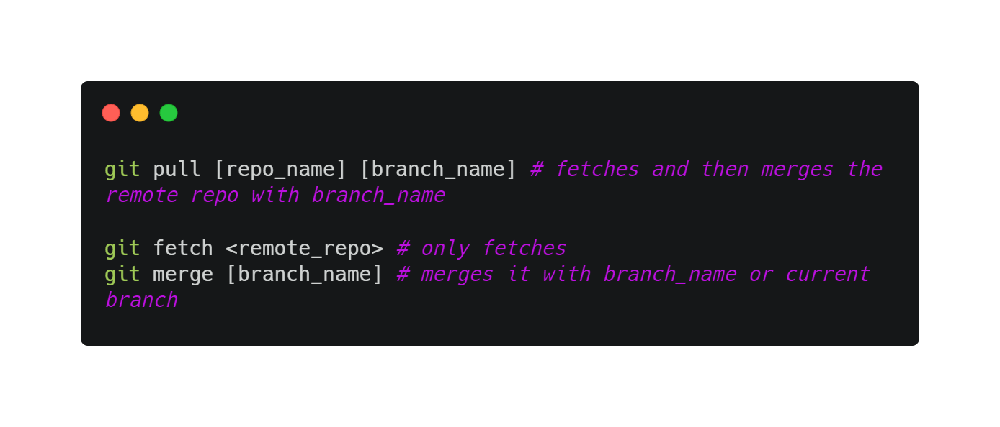 git pull [repo_name] [branch_name] # fetches and then merges the
remote repo with branch_name
git fetch <remote_repo> # only fetches
git merge [branch_name] # merges it with branch_name or current
branch